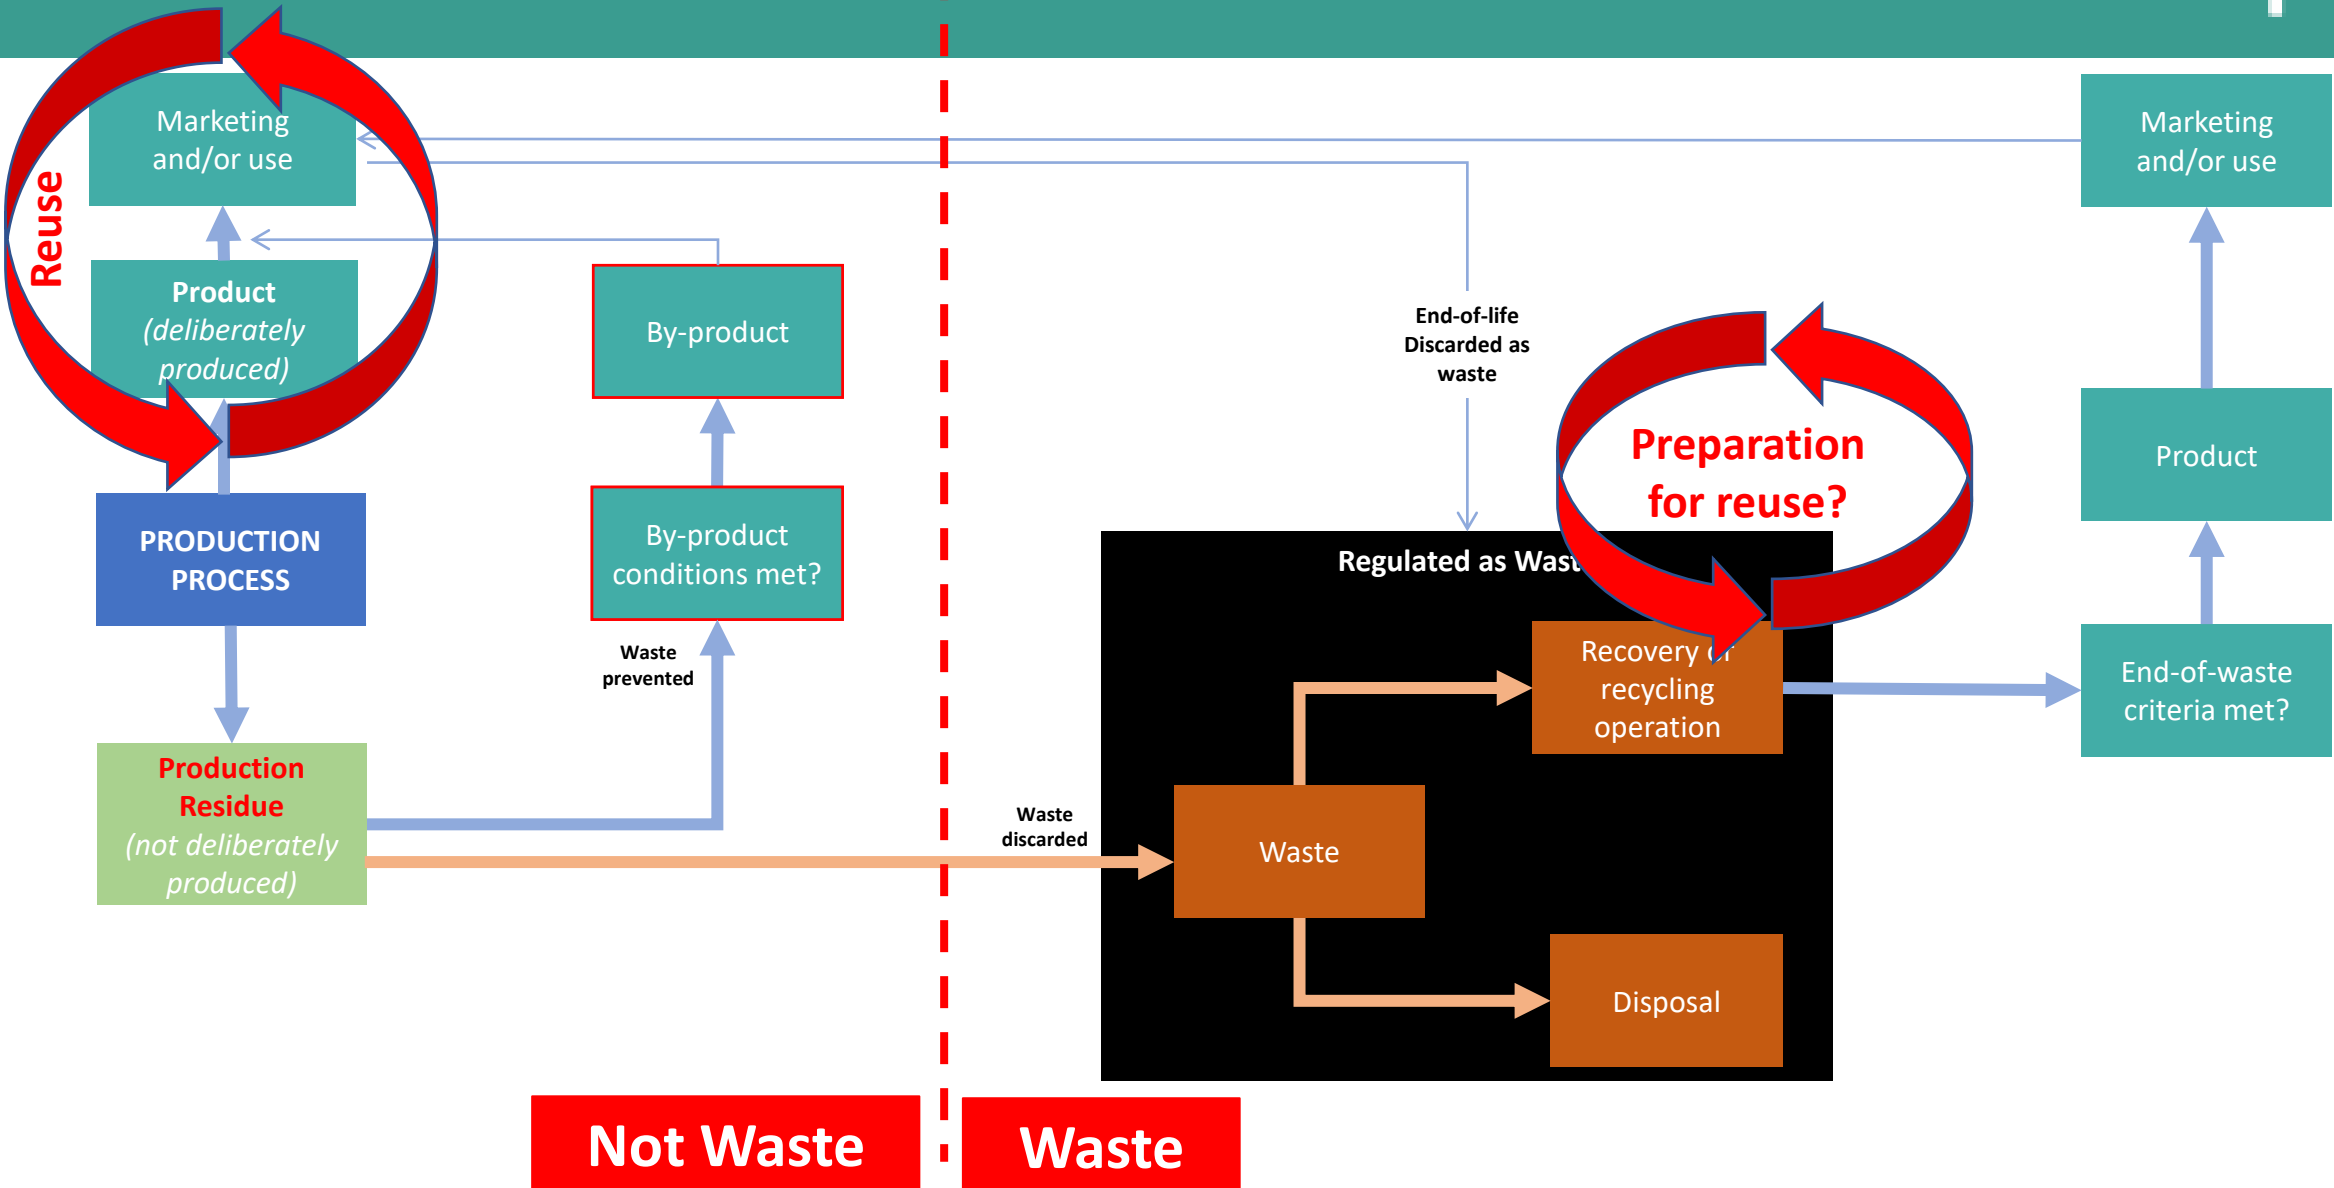 Marketing
and/or use
Reuse
Product
(deliberately
produced)
PRODUCTION
PROCESS
Production
Residue
(not deliberately
produced)
By-product
By-product
conditions met?
Waste
prevented
End-of-life
Discarded as
waste
Waste
discarded
Regulated as Wast
Preparation
for reuse?
Recovery or
recycling
operation
Waste
Disposal
Marketing
and/or use
Product
End-of-waste
criteria met?
Not Waste
Waste